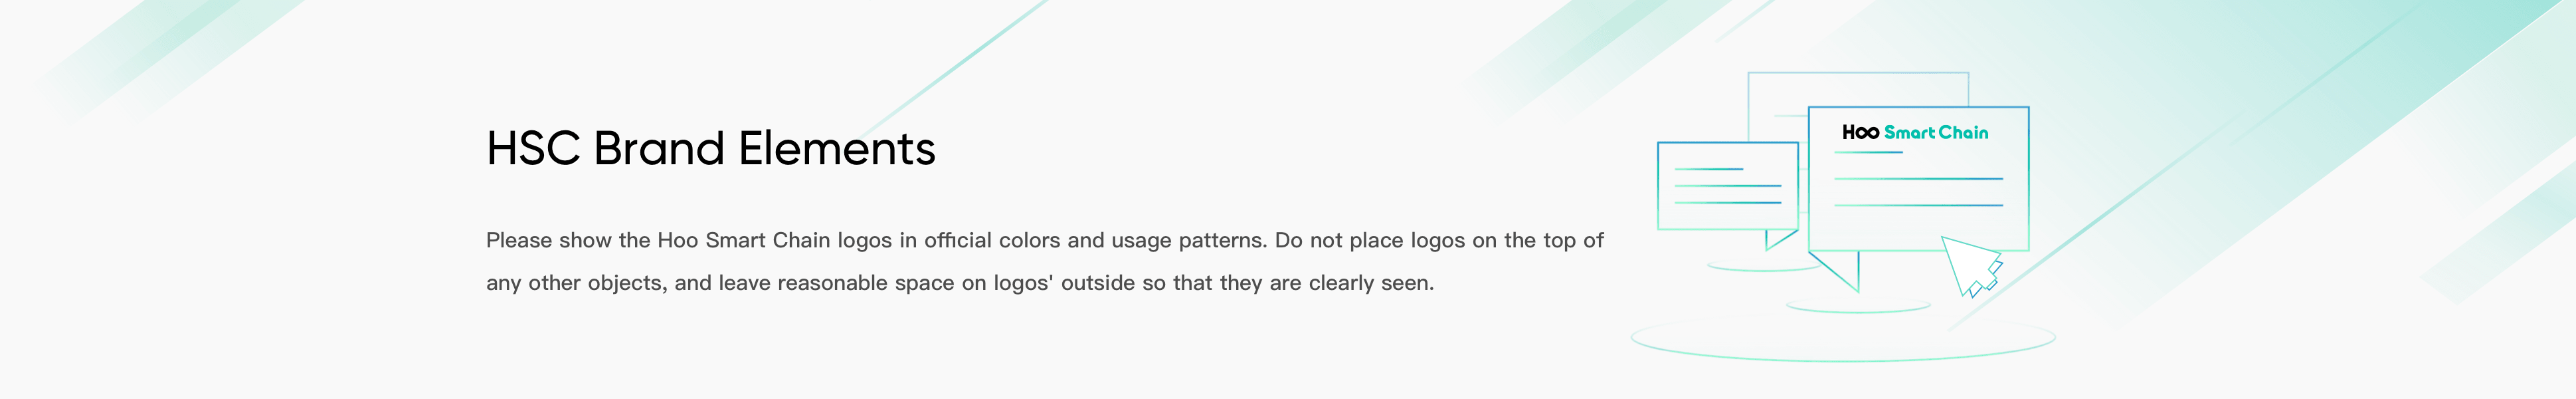 HSC Brand Elements
Please show the Hoo Smart Chain logos in official colors and usage patterns. Do not place logos on the top of
any other objects, and leave reasonable space on logos' outside so that they are clearly seen.
Hoo Smart Chain